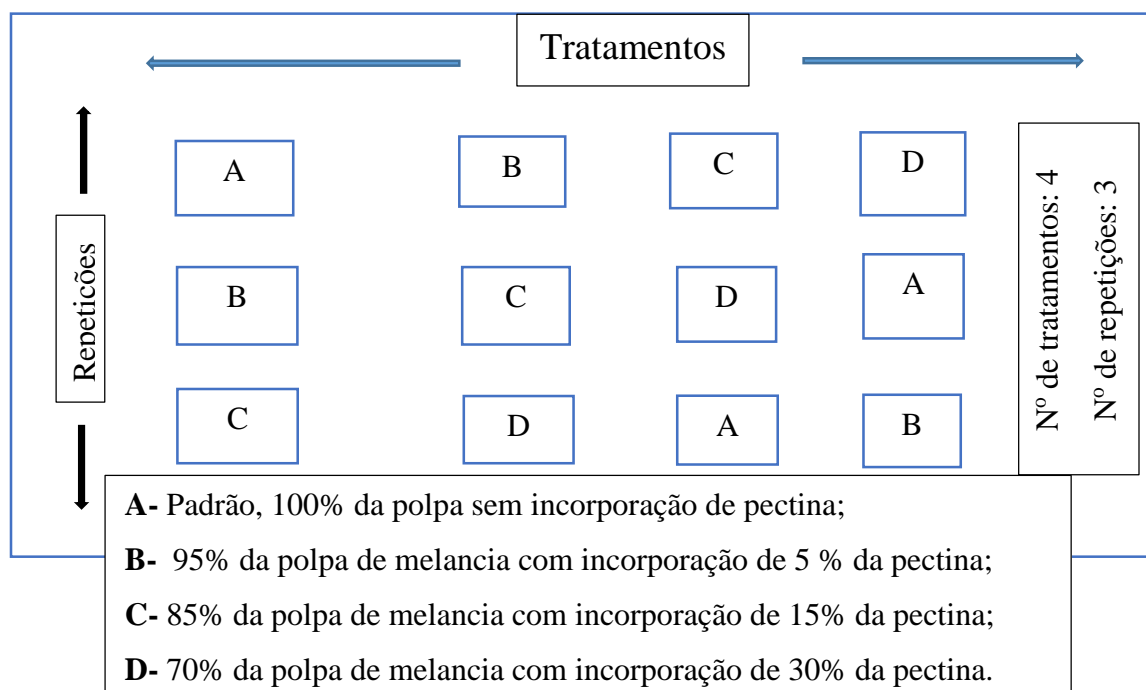 Tratamentos
A B C D
Repetições
B C D A
C D A B
Nº de tratamentos: 4
Nº de repetições: 3
A- Padrão, 100% da polpa sem incorporação de pectina;
B- 95% da polpa de melancia com incorporação de 5 % da pectina;
C- 85% da polpa de melancia com incorporação de 15% da pectina;
D- 70% da polpa de melancia com incorporação de 30% da pectina.